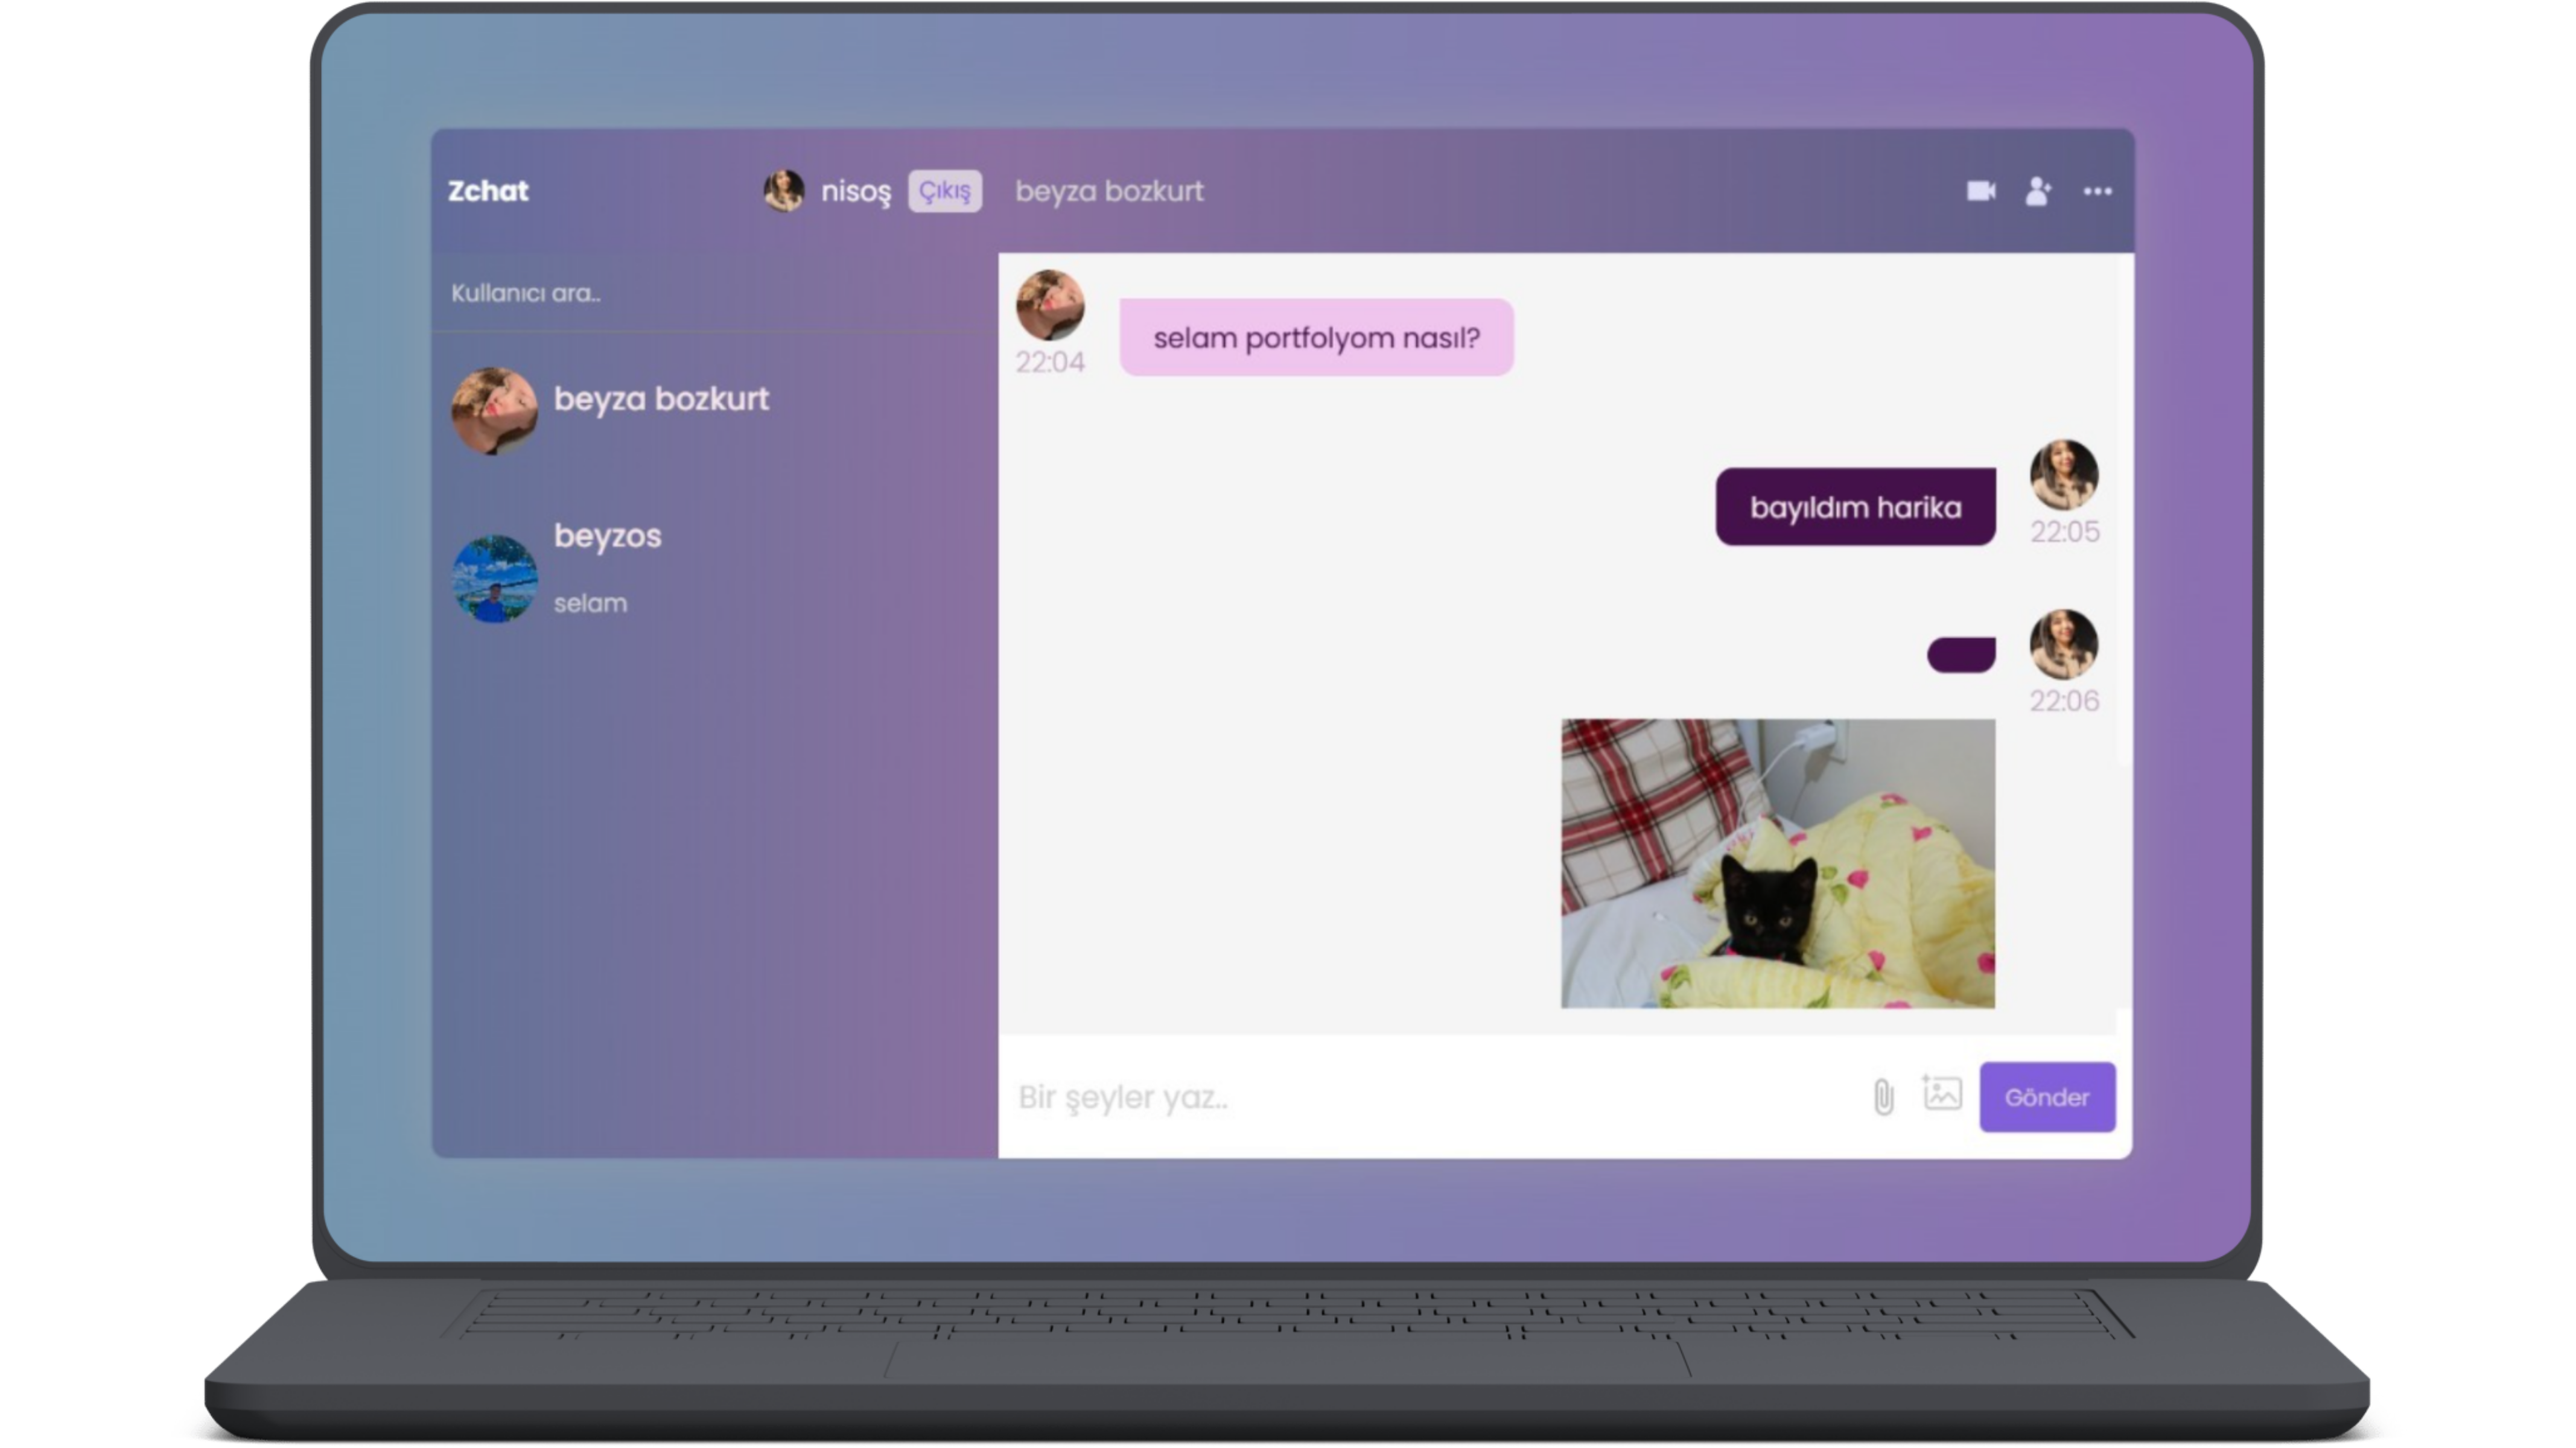 Zchat
nisoş
Çıkış
beyza bozkurt
Kullanıcı ara..
beyza bozkurt
beyzos
selam
selam portfolyom nasıl?
22:04
bayıldım harika
22:05
22:06
Bir şeyler yaz..
Gönder